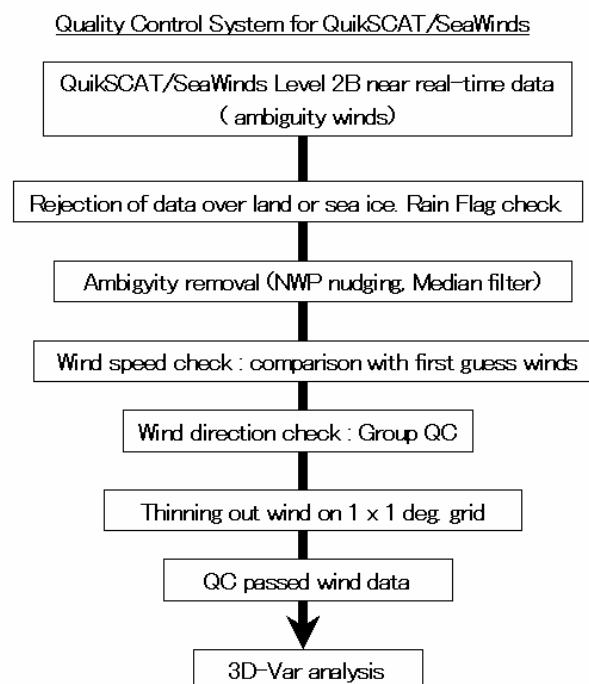 Quality Control System for QuikSCAT/SeaWinds
QuikSCAT/SeaWinds Level 2B near real-time data
( ambiguity winds)
Rejection of data over land or sea ice. Rain Flag check
Ambigyity removal (NWP nudging, Median filter)
Wind speed check : comparison with first guess winds
Wind direction check : Group QC
Thinning out wind on 1 x 1 deg. grid
QC passed wind data
3D-Var analysis